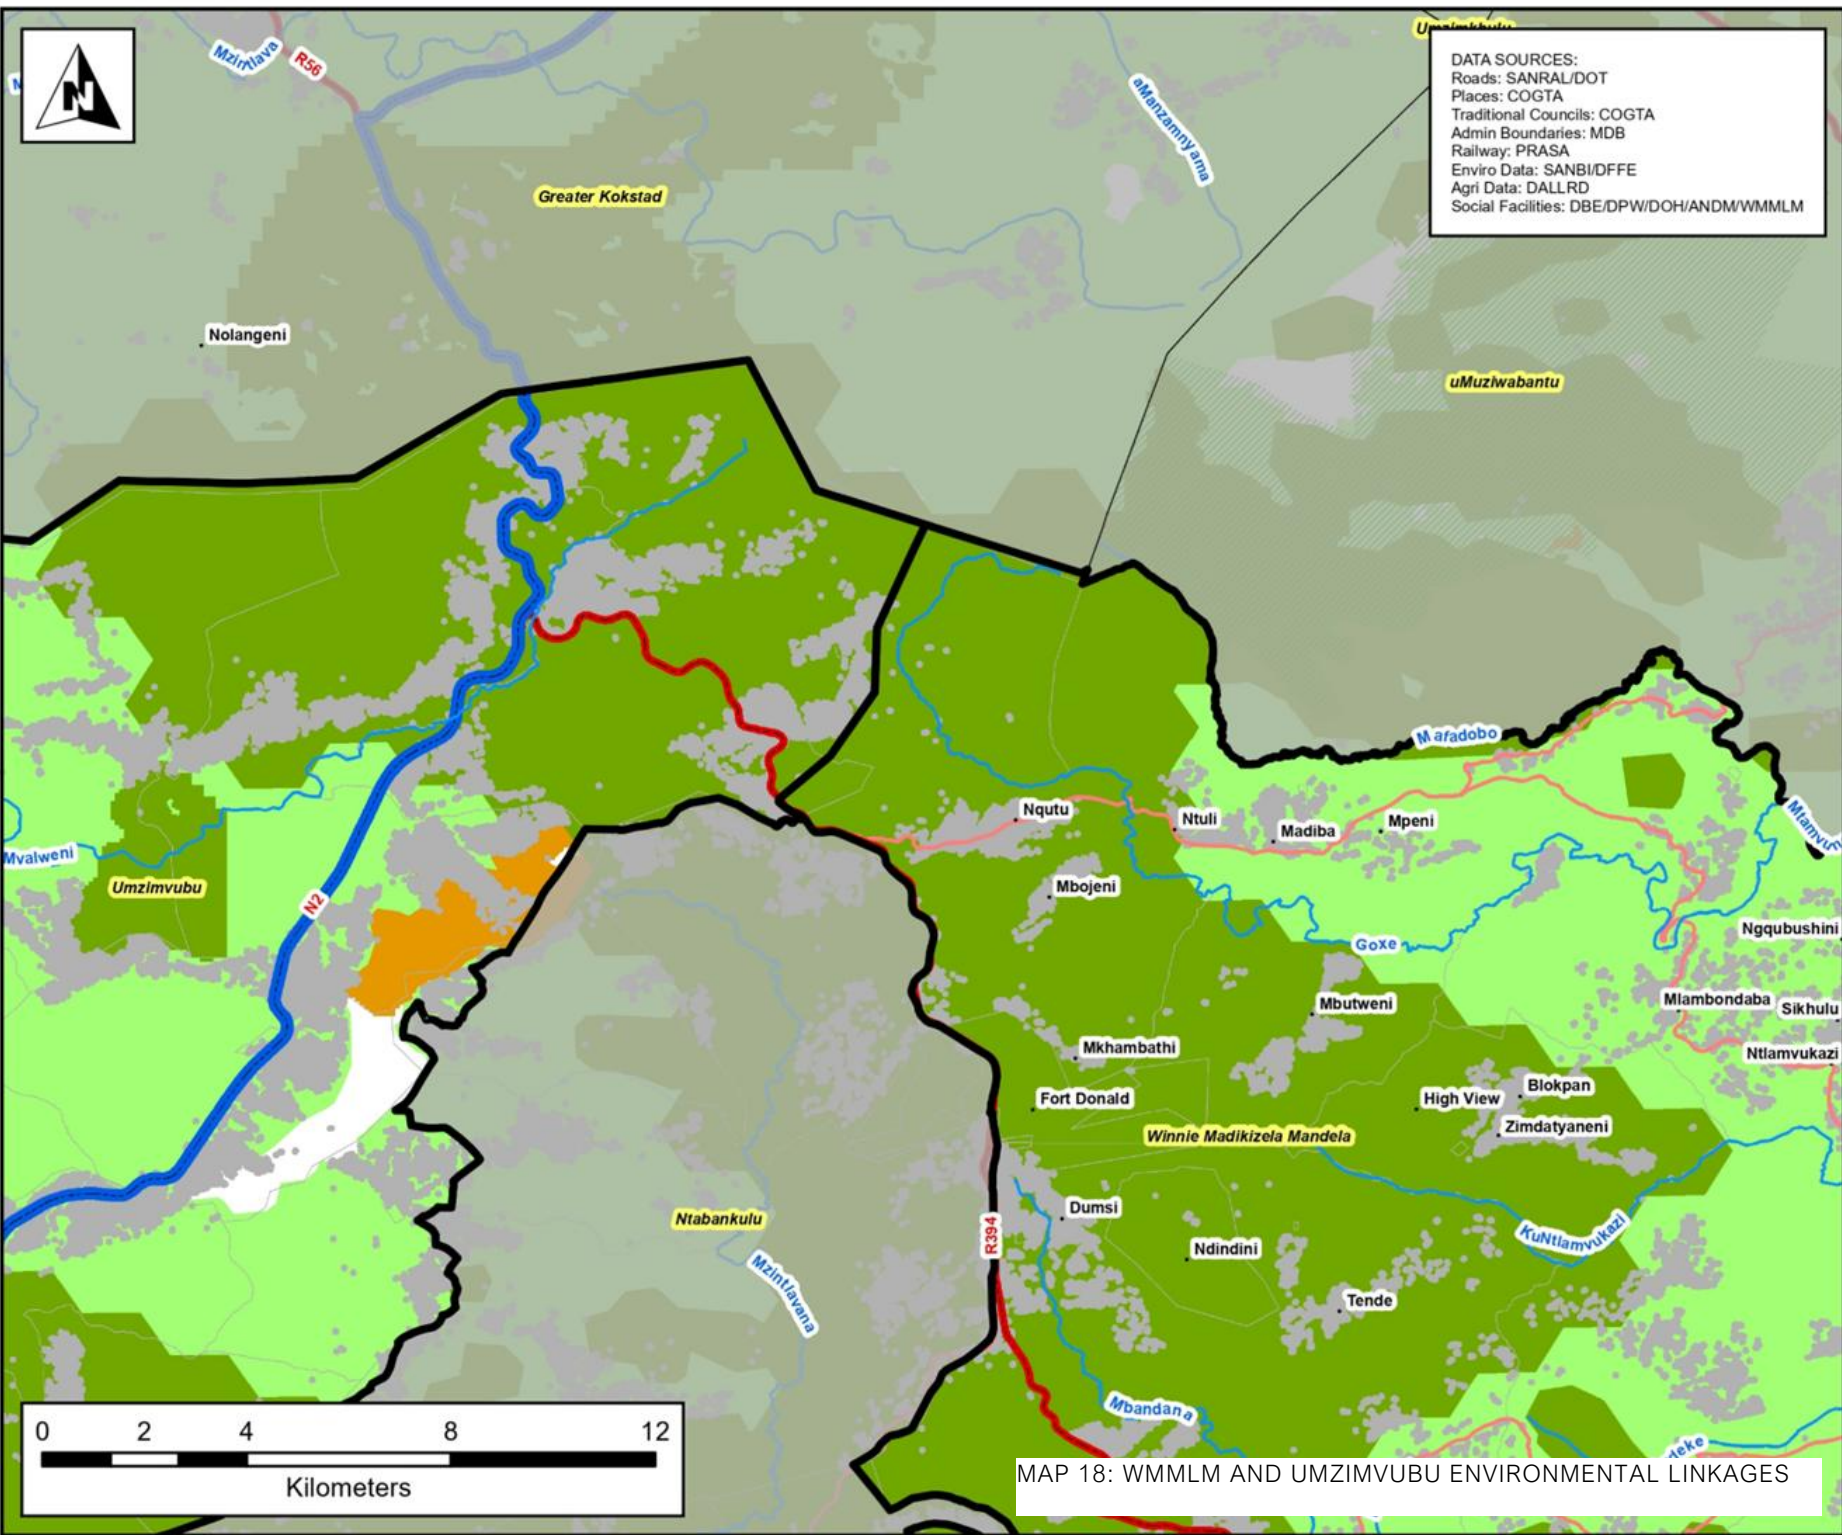 Umzimkhulu
DATA SOURCES:
Roads: SANRAL/DOT
Places: COGTA
Traditional Councils: COGTA
Admin Boundaries: MDB
Railway: PRASA
Enviro Data: SANBI/DFFE
Agri Data: DALLRD
Social Facilities: DBE/DPW/DOH/ANDM/WMMLM
N
Mzintlava
R56
aManzamnyama
Greater Kokstad
Nolangeni
uMuziwabantu
Mafadobo
Nqutu
Ntuli
Madiba
Mpeni
Mvalweni
Umzimvubu
N2
Mbojeni
Goxe
Ngqubushini
Mbutweni
Mlambondaba
Sikhulu
Mkhambathi
Ntlamvukazi
Fort Donald
High View
Blokpan
Zimdatyaneni
Winnie Madikizela Mandela
Ntabankulu
Dumsi
R394
Ndindini
KuNtlamvukazi
Mzintlavana
Tende
Mbandana
0 2 4 8 12
Kilometers
MAP 18: WMMLM AND UMZIMVUBU ENVIRONMENTAL LINKAGES